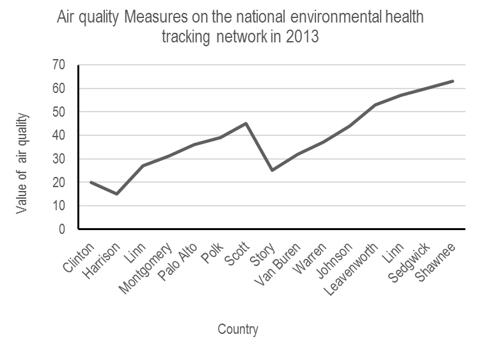 Air quality Measures on the national environmental health
tracking network in 2013
Value of air quality
70
60
50
40
30
20
10
0
Clinton
Harrison
Linn
Montgomery
Palo Alto
Polk
Scott
Story
Van Buren
Warren
Johnson
Leavenworth
Linn
Sedgwick
Shawnee
Country